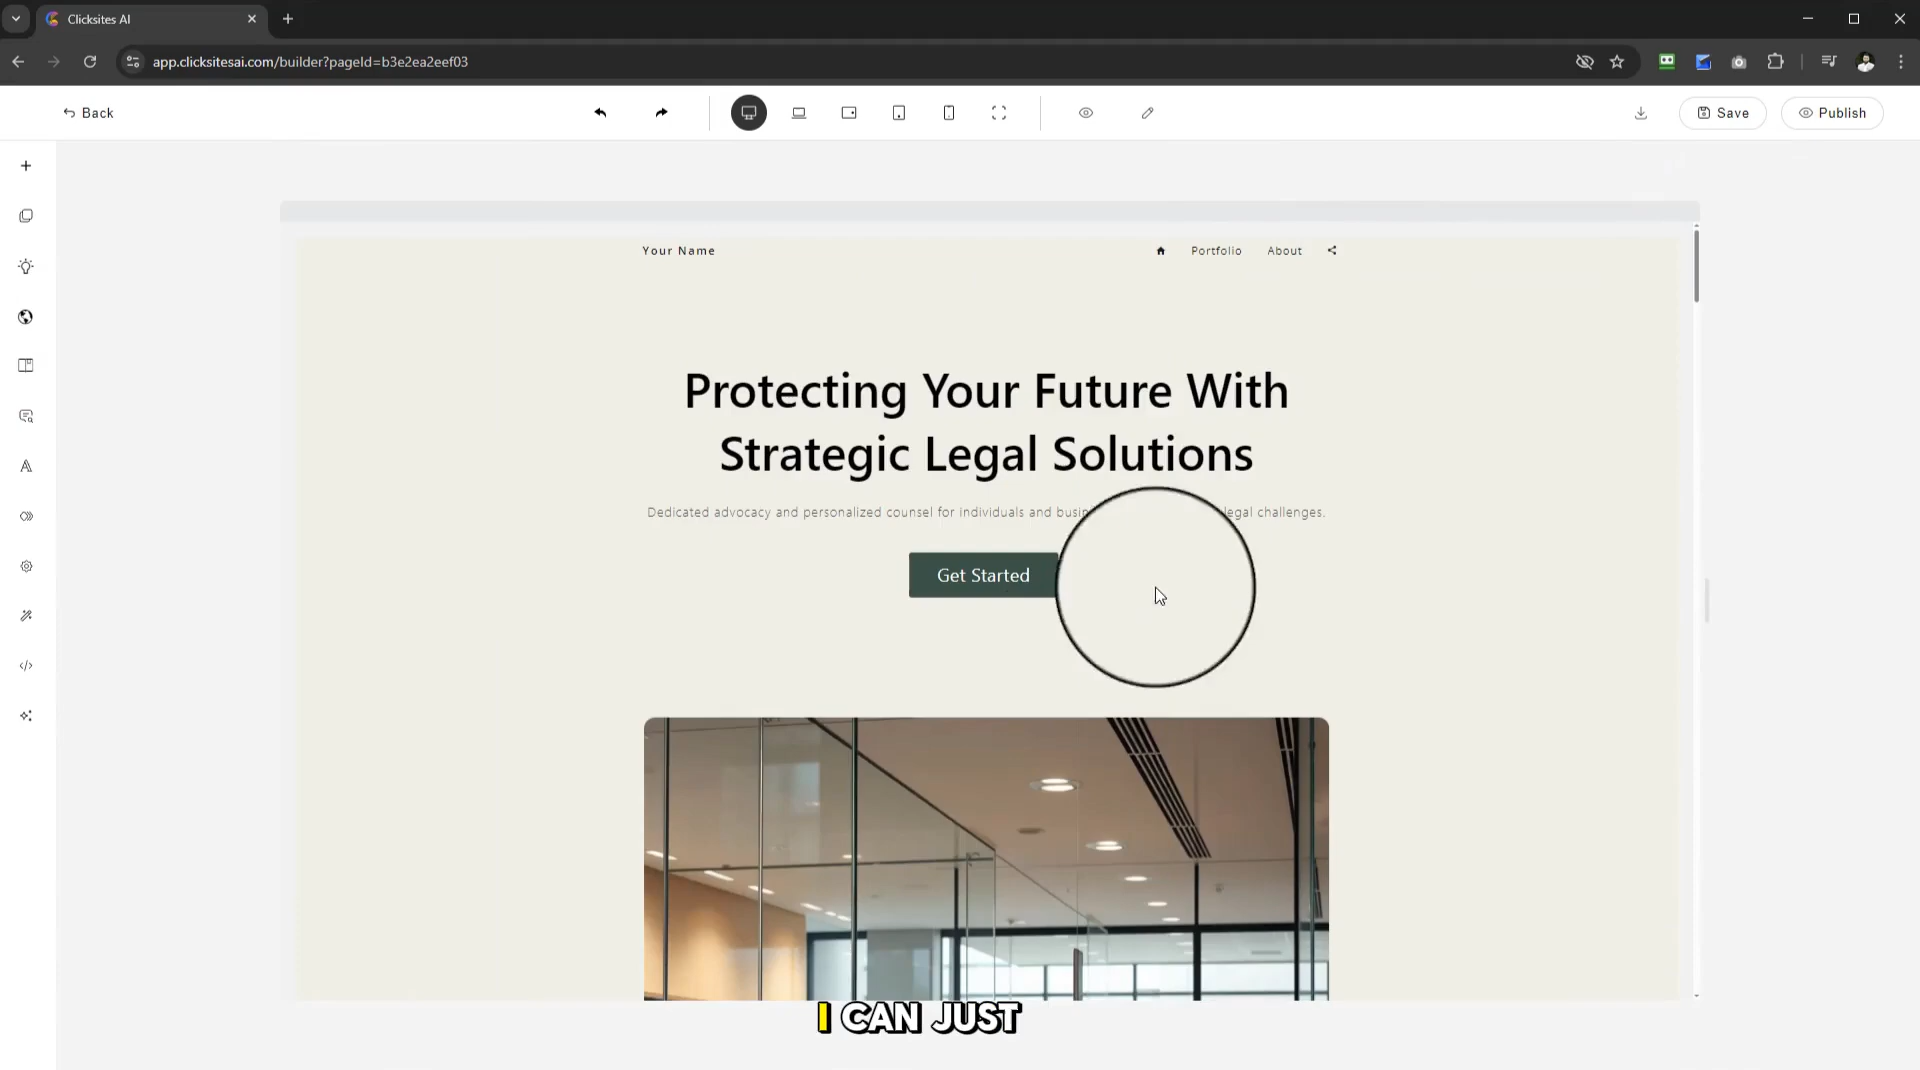 Clicksites AI
app.clicksitesai.com/builder?pageId=b3e2ea2eef03
Back
Save
Publish
Your Name
Portfolio
About
Protecting Your Future With
Strategic Legal Solutions
Dedicated advocacy and personalized counsel for individuals and legal challenges.
Get Started
I CAN JUST